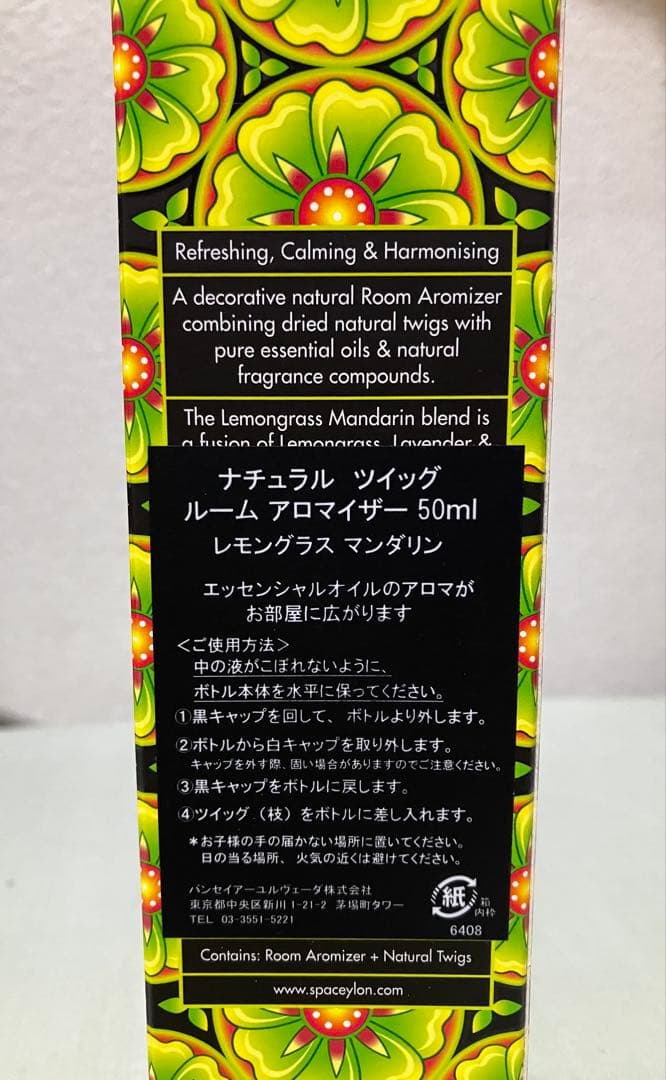 Refreshing, Calming & Harmonising
A decorative natural Room Aromizer
combining dried natural twigs with
pure essential oils & natural
fragrance compounds.
The Lemongrass Mandarin blend is
a fusion of Lemongrass, Lavender &
ナチュラル ツイッグ
ルーム アロマイザー 50ml
レモングラス マンダリン
エッセンシャルオイルのアロマが
お部屋に広がります
<ご使用方法>
中の液がこぼれないように、
ボトル本体を水平に保ってください。
①黒キャップを回して、ボトルより外します。
②ボトルから白キャップを取り外します。
キャップを外す際、固い場合がありますのでご注意ください。
③黒キャップをボトルに戻します。
④ツイッグ（枝）をボトルに差し入れます。
＊お子様の手の届かない場所に置いてください。
日の当る場所、火気の近くは避けてください。
バンセイアーユルヴェーダ株式会社
東京都中央区新川 1-21-2 茅場町タワー
TEL 03-3551-5221
紙
箱
内枠
6408
Contains: Room Aromizer + Natural Twigs
www.spaceylon.com